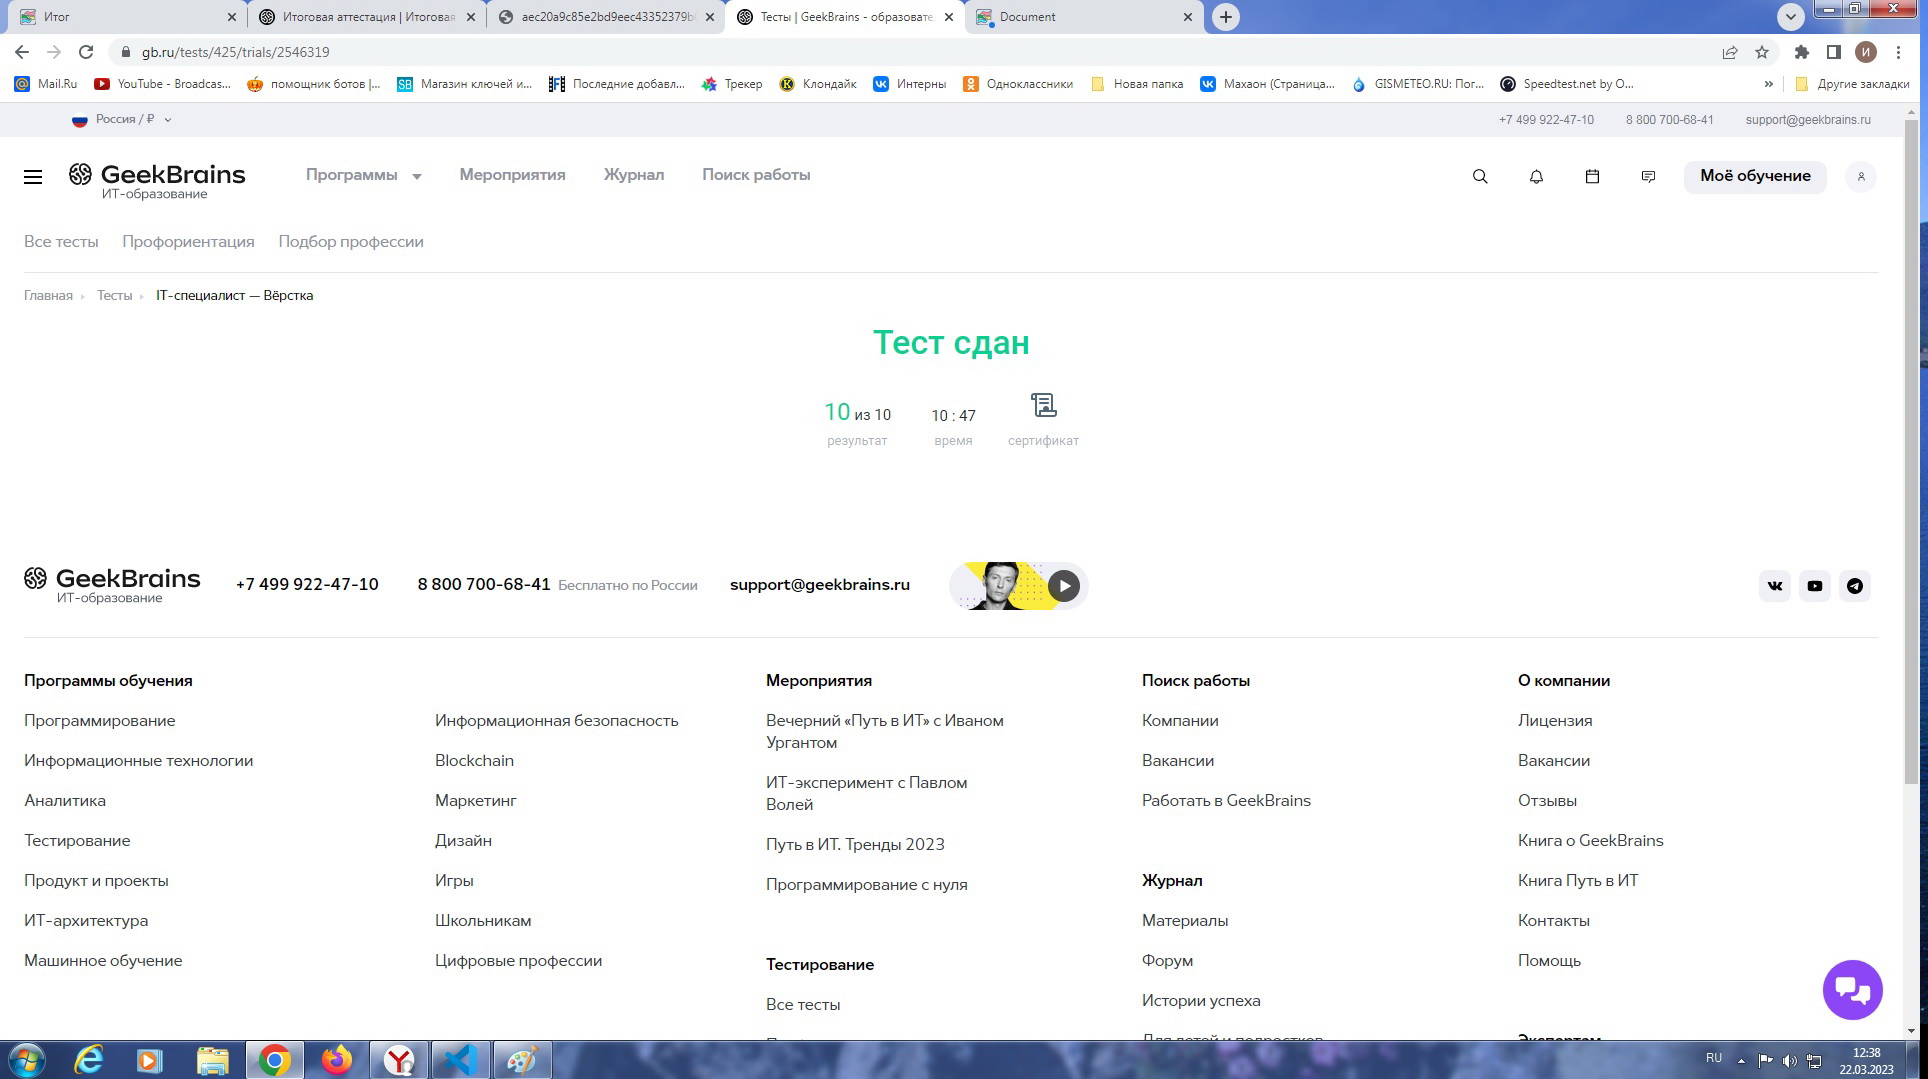 Итог
Итоговая аттестация | Итоговая
aec20a9c85e2bd9eec43352379b
Тесты | GeekBrains - образовате
Document
gb.ru/tests/425/trials/2546319
И
Mail.Ru
YouTube - Broadcas...
помощник ботов |...
SB
Магазин ключей и...
Последние добавл...
Трекер
Клондайк
Интерны
Одноклассники
Новая папка
Махаон (Страница...
GISMETEO.RU: Пог...
Speedtest.net by O...
»
Другие закладки
Россия / ₽
+7 499 922-47-10
8 800 700-68-41
support@geekbrains.ru
GeekBrains
ИТ-образование
Программы
Мероприятия
Журнал
Поиск работы
Моё обучение
Все тесты
Профориентация
Подбор профессии
Главная
Тесты
IT-специалист — Вёрстка
Тест сдан
10 из 10
результат
10 : 47
время
сертификат
GeekBrains
ИТ-образование
+7 499 922-47-10
8 800 700-68-41 Бесплатно по России
support@geekbrains.ru
Программы обучения
Программирование
Информационные технологии
Аналитика
Тестирование
Продукт и проекты
ИТ-архитектура
Машинное обучение
Информационная безопасность
Blockchain
Маркетинг
Дизайн
Игры
Школьникам
Цифровые профессии
Мероприятия
Вечерний «Путь в ИТ» с Иваном
Ургантом
ИТ-эксперимент с Павлом
Волей
Путь в ИТ. Тренды 2023
Программирование с нуля
Тестирование
Все тесты
Поиск работы
Компании
Вакансии
Работать в GeekBrains
Журнал
Материалы
Форум
Истории успеха
Для детей и подростков
О компании
Лицензия
Вакансии
Отзывы
Книга о GeekBrains
Книга Путь в ИТ
Контакты
Помощь
Экспертам
RU
12:38
22.03.2023